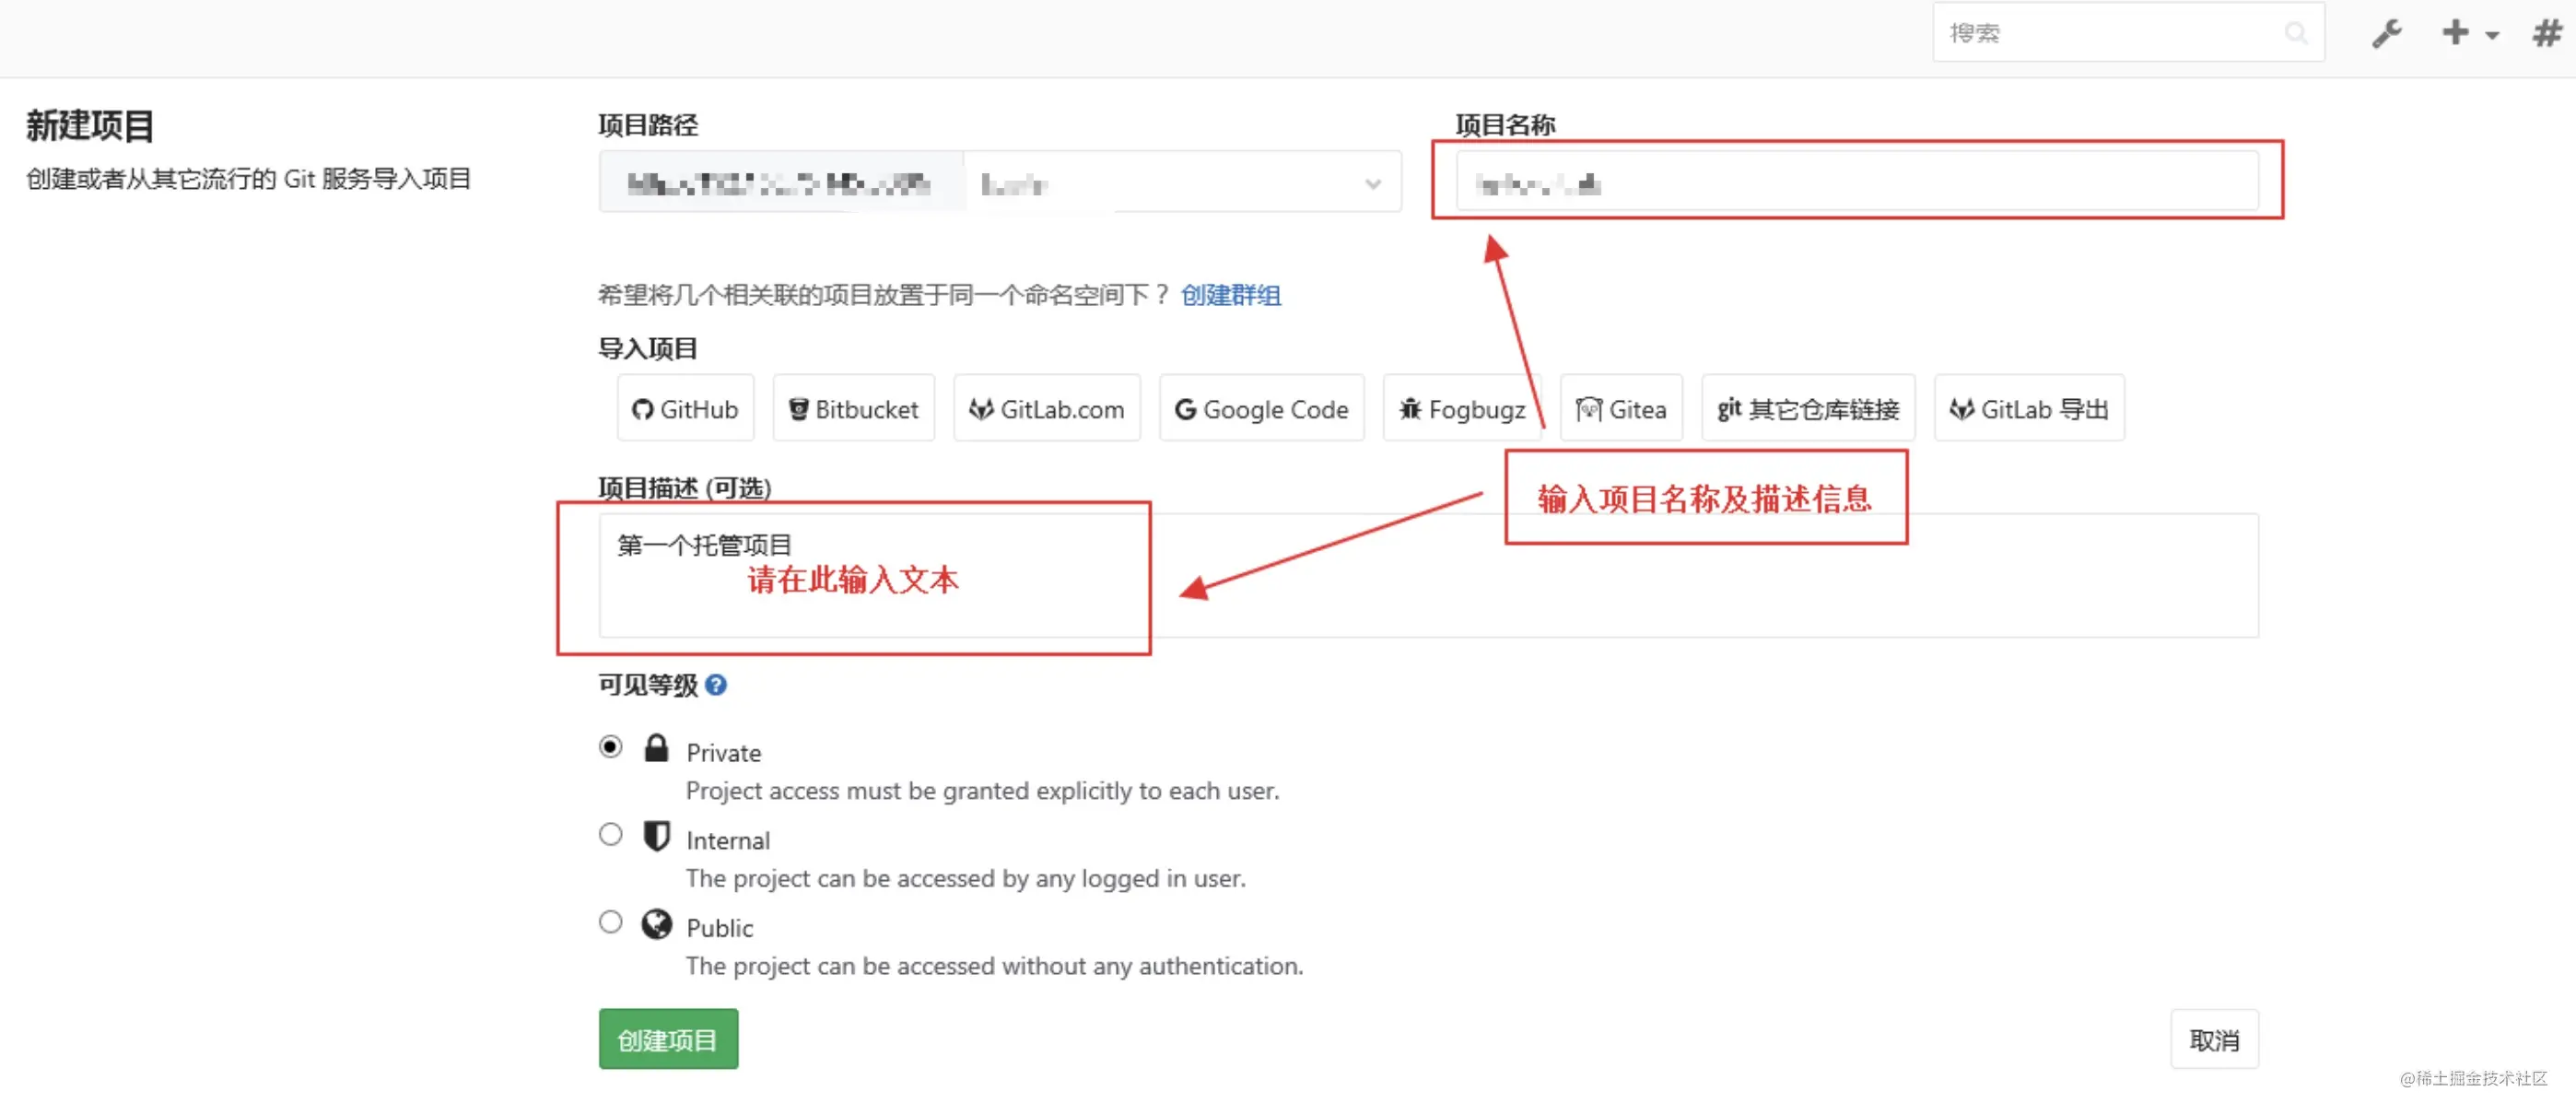 搜索
新建项目
创建或者从其它流行的 Git 服务导入项目
项目路径
项目名称
希望将几个相关联的项目放置于同一个命名空间下？ 创建群组
导入项目
GitHub
Bitbucket
GitLab.com
Google Code
Fogbugz
Gitea
git 其它仓库链接
GitLab 导出
输入项目名称及描述信息
项目描述 (可选)
第一个托管项目
请在此输入文本
可见等级
Private
Project access must be granted explicitly to each user.
Internal
The project can be accessed by any logged in user.
Public
The project can be accessed without any authentication.
创建项目
取消
@稀土掘金技术社区